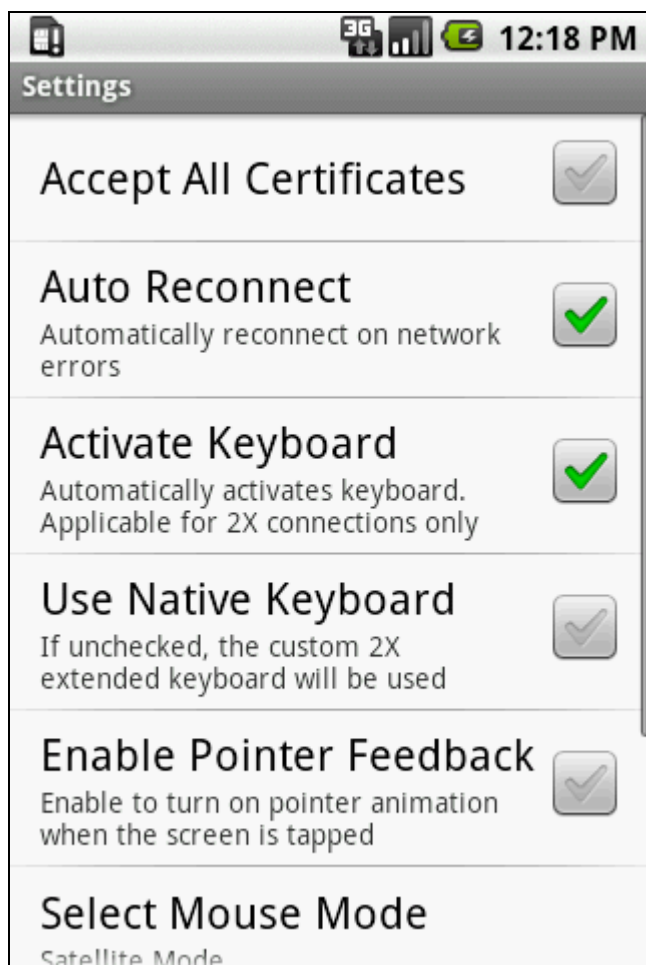 3G 12:18 PM
Settings
Accept All Certificates
Auto Reconnect
Automatically reconnect on network
errors
Activate Keyboard
Automatically activates keyboard.
Applicable for 2X connections only
Use Native Keyboard
If unchecked, the custom 2X
extended keyboard will be used
Enable Pointer Feedback
Enable to turn on pointer animation
when the screen is tapped
Select Mouse Mode
Satellite Mode